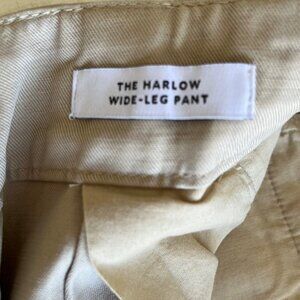 THE HARLOW
WIDE-LEG PANT